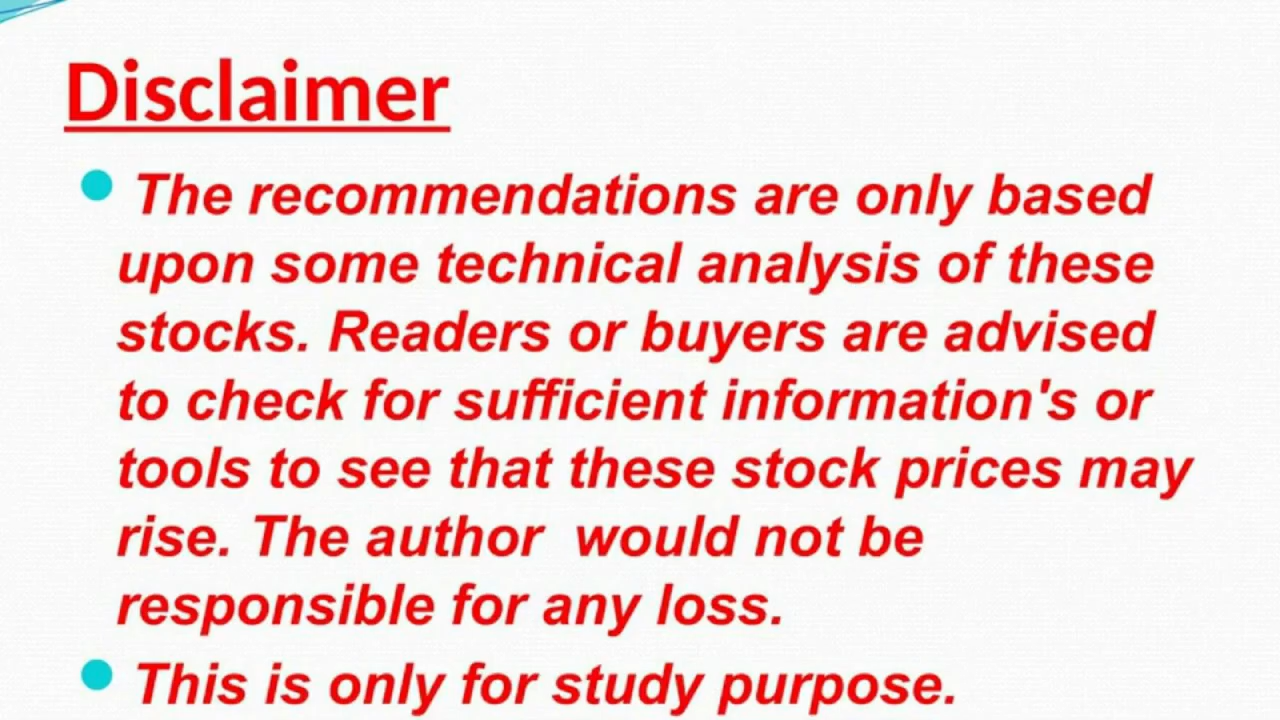 Disclaimer
The recommendations are only based
upon some technical analysis of these
stocks. Readers or buyers are advised
to check for sufficient information's or
tools to see that these stock prices may
rise. The author  would not be
responsible for any loss.
This is only for study purpose.